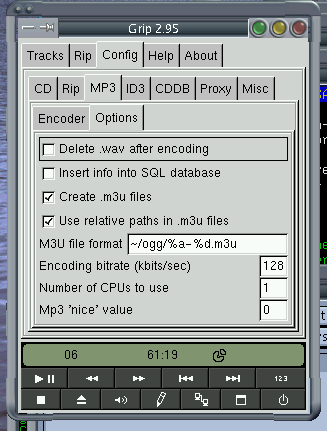 Grip 2.95
Tracks Rip Config Help About
CD Rip MP3 ID3 CDDB Proxy Misc
Encoder Options
Delete .wav after encoding
Insert info into SQL database
Create .m3u files
Use relative paths in .m3u files
M3U file format ~/ogg/%a-%d.m3u
Encoding bitrate (kbits/sec) 128
Number of CPUs to use 1
Mp3 'nice' value 0
06 61:19
123